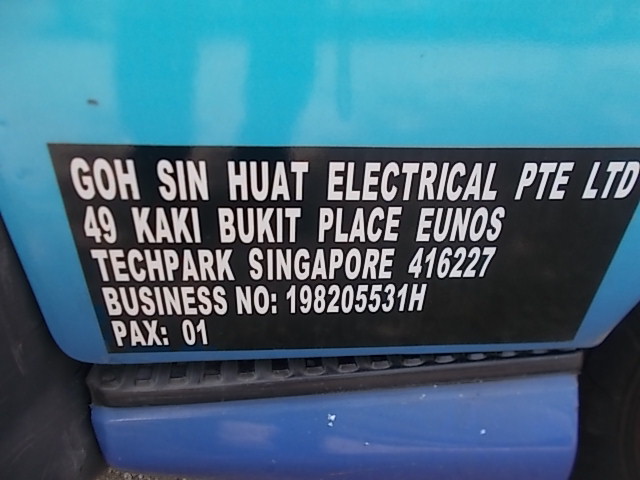 GOH SIN HUAT ELECTRICAL PTE LTD
49 KAKI BUKIT PLACE EUNOS
TECHPARK SINGAPORE 416227
BUSINESS NO: 198205531H
PAX: 01